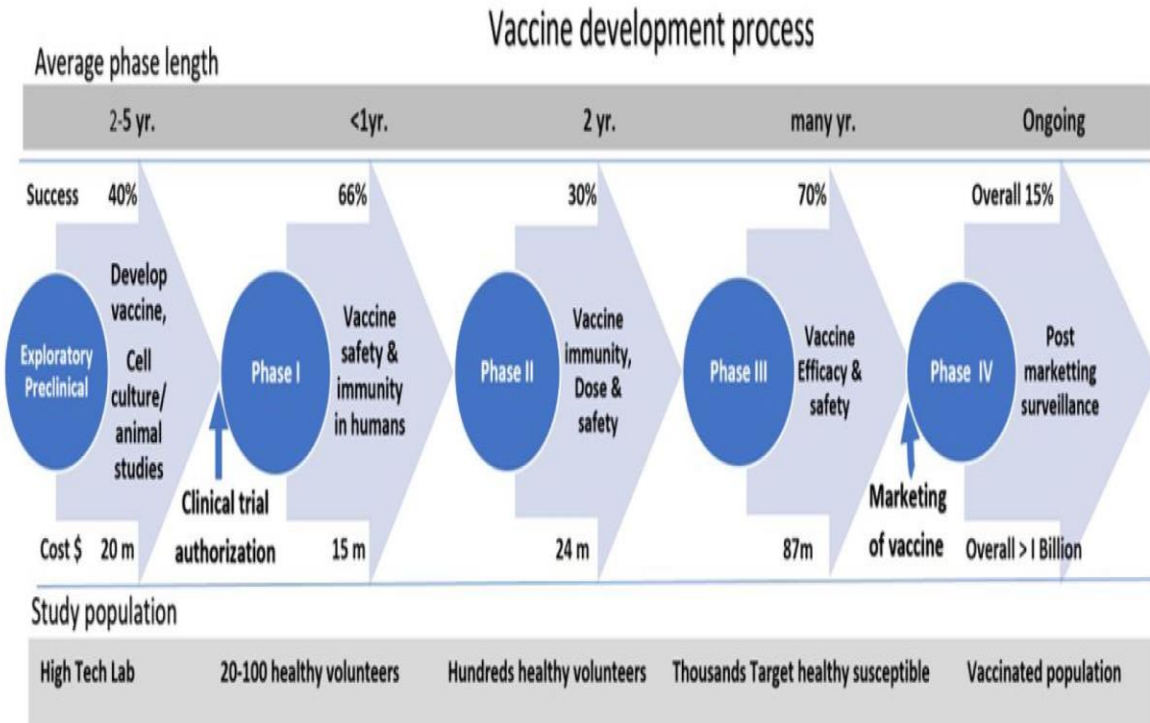 Vaccine development process
Average phase length
2-5 yr. <1yr. 2 yr. many yr. Ongoing
Success 40% 66% 30% 70% Overall 15%
Exploratory
Preclinical
Develop
vaccine,
Cell
culture/
animal
studies
Clinical trial
authorization
Phase I
Vaccine
safety &
immunity
in humans
Phase II
Vaccine
immunity,
Dose &
safety
Phase III
Vaccine
Efficacy &
safety
Marketing
of vaccine
Phase IV
Post
marketting
surveillance
Cost $ 20 m 15 m 24 m 87m Overall > I Billion
Study population
High Tech Lab 20-100 healthy volunteers Hundreds healthy volunteers Thousands Target healthy susceptible Vaccinated population